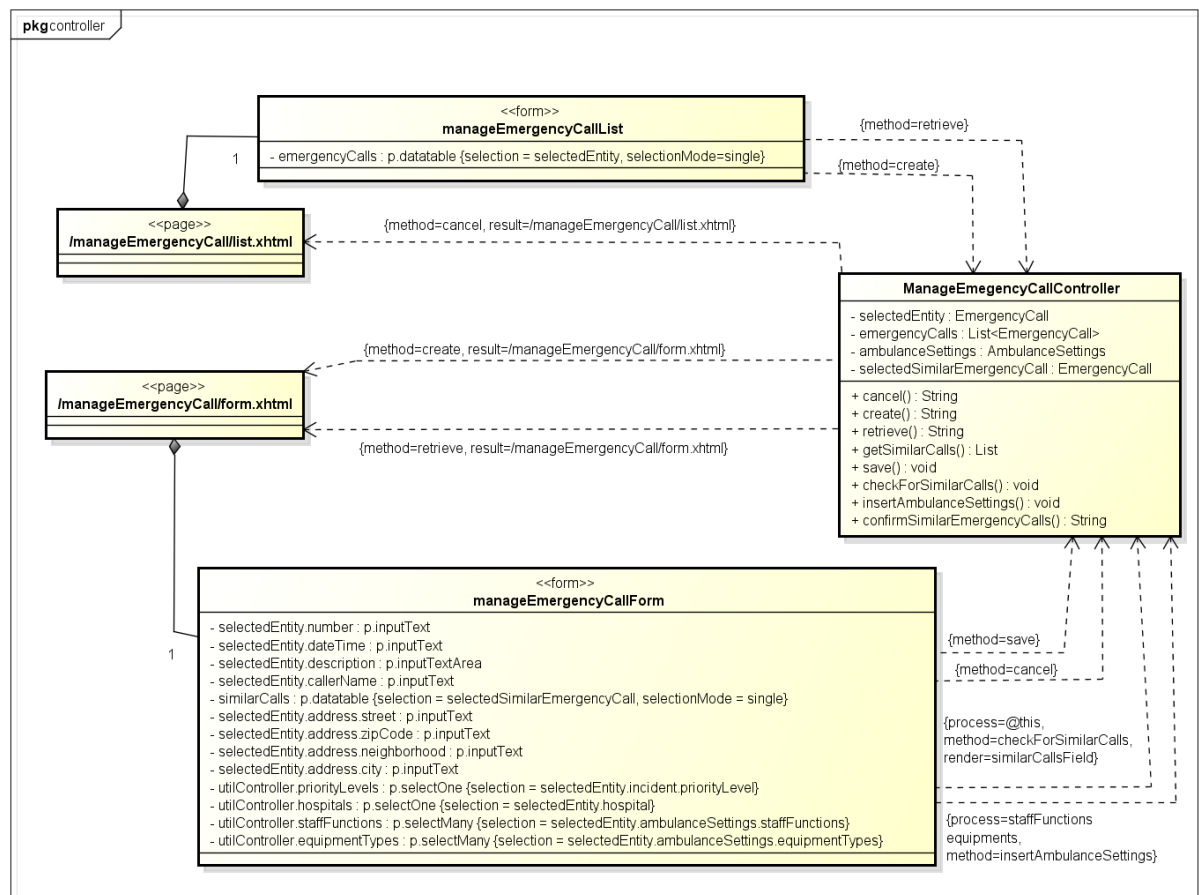 pkg controller
<<form>>
manageEmergencyCallList
- emergencyCalls : p.datatable {selection = selectedEntity, selectionMode=single}
{method=retrieve}
{method=create}
1
<<page>>
/manageEmergencyCall/list.xhtml
{method=cancel, result=/manageEmergencyCall/list.xhtml}
ManageEmegencyCallController
- selectedEntity : EmergencyCall
- emergencyCalls : List<EmergencyCall>
- ambulanceSettings : AmbulanceSettings
- selectedSimilarEmergencyCall : EmergencyCall
+ cancel() : String
+ create() : String
+ retrieve() : String
+ getSimilarCalls() : List
+ save() : void
+ checkForSimilarCalls() : void
+ insertAmbulanceSettings() : void
+ confirmSimilarEmergencyCalls() : String
{method=create, result=/manageEmergencyCall/form.xhtml}
<<page>>
/manageEmergencyCall/form.xhtml
{method=retrieve, result=/manageEmergencyCall/form.xhtml}
1
<<form>>
manageEmergencyCallForm
- selectedEntity.number : p.inputText
- selectedEntity.dateTime : p.inputText
- selectedEntity.description : p.inputTextArea
- selectedEntity.callerName : p.inputText
- similarCalls : p.datatable {selection = selectedSimilarEmergencyCall, selectionMode = single}
- selectedEntity.address.street : p.inputText
- selectedEntity.address.zipCode : p.inputText
- selectedEntity.address.neighborhood : p.inputText
- selectedEntity.address.city : p.inputText
- utilController.priorityLevels : p.selectOne {selection = selectedEntity.incident.priorityLevel}
- utilController.hospitals : p.selectOne {selection = selectedEntity.hospital}
- utilController.staffFunctions : p.selectMany {selection = selectedEntity.ambulanceSettings.staffFunctions}
- utilController.equipmentTypes : p.selectMany {selection = selectedEntity.ambulanceSettings.equipmentTypes}
{method=save}
{method=cancel}
{process=@this,
method=checkForSimilarCalls,
render=similarCallsField}
{process=staffFunctions
equipments,
method=insertAmbulanceSettings}